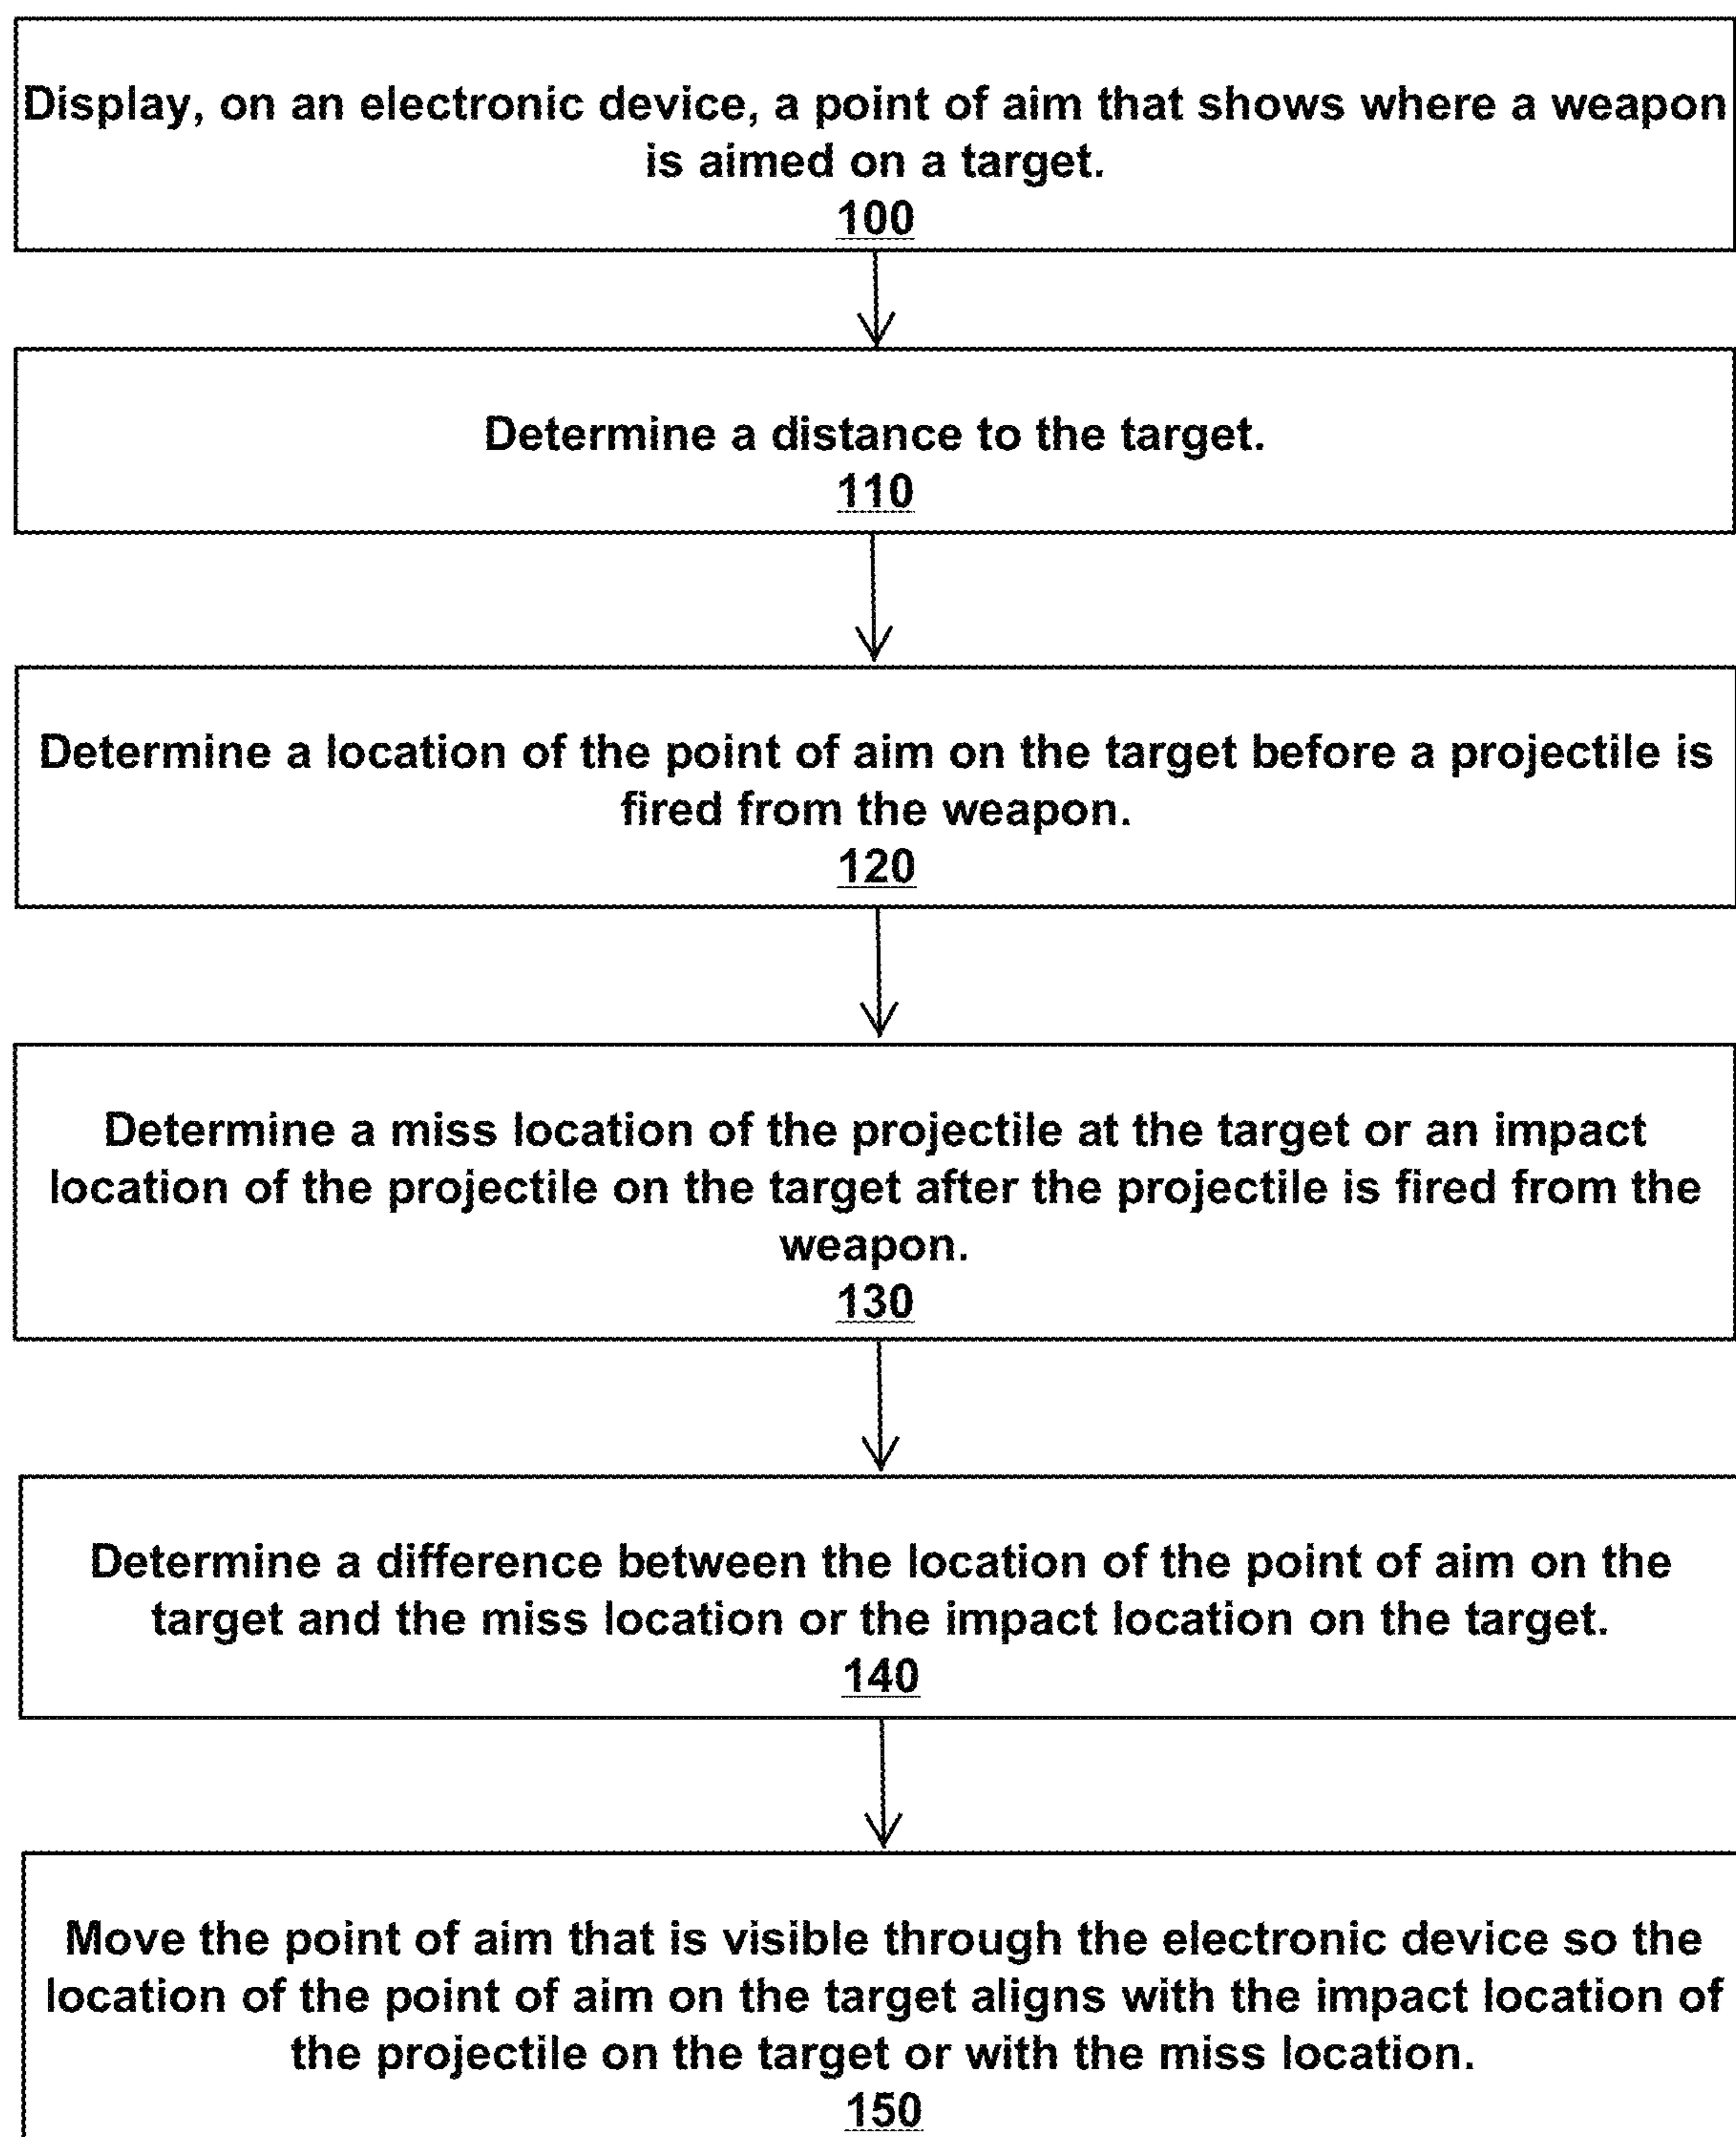 Display, on an electronic device, a point of aim that shows where a weapon
is aimed on a target.
100
Determine a distance to the target.
110
Determine a location of the point of aim on the target before a projectile is
fired from the weapon.
120
Determine a miss location of the projectile at the target or an impact
location of the projectile on the target after the projectile is fired from the
weapon.
130
Determine a difference between the location of the point of aim on the
target and the miss location or the impact location on the target.
140
Move the point of aim that is visible through the electronic device so the
location of the point of aim on the target aligns with the impact location of
the projectile on the target or with the miss location.
150